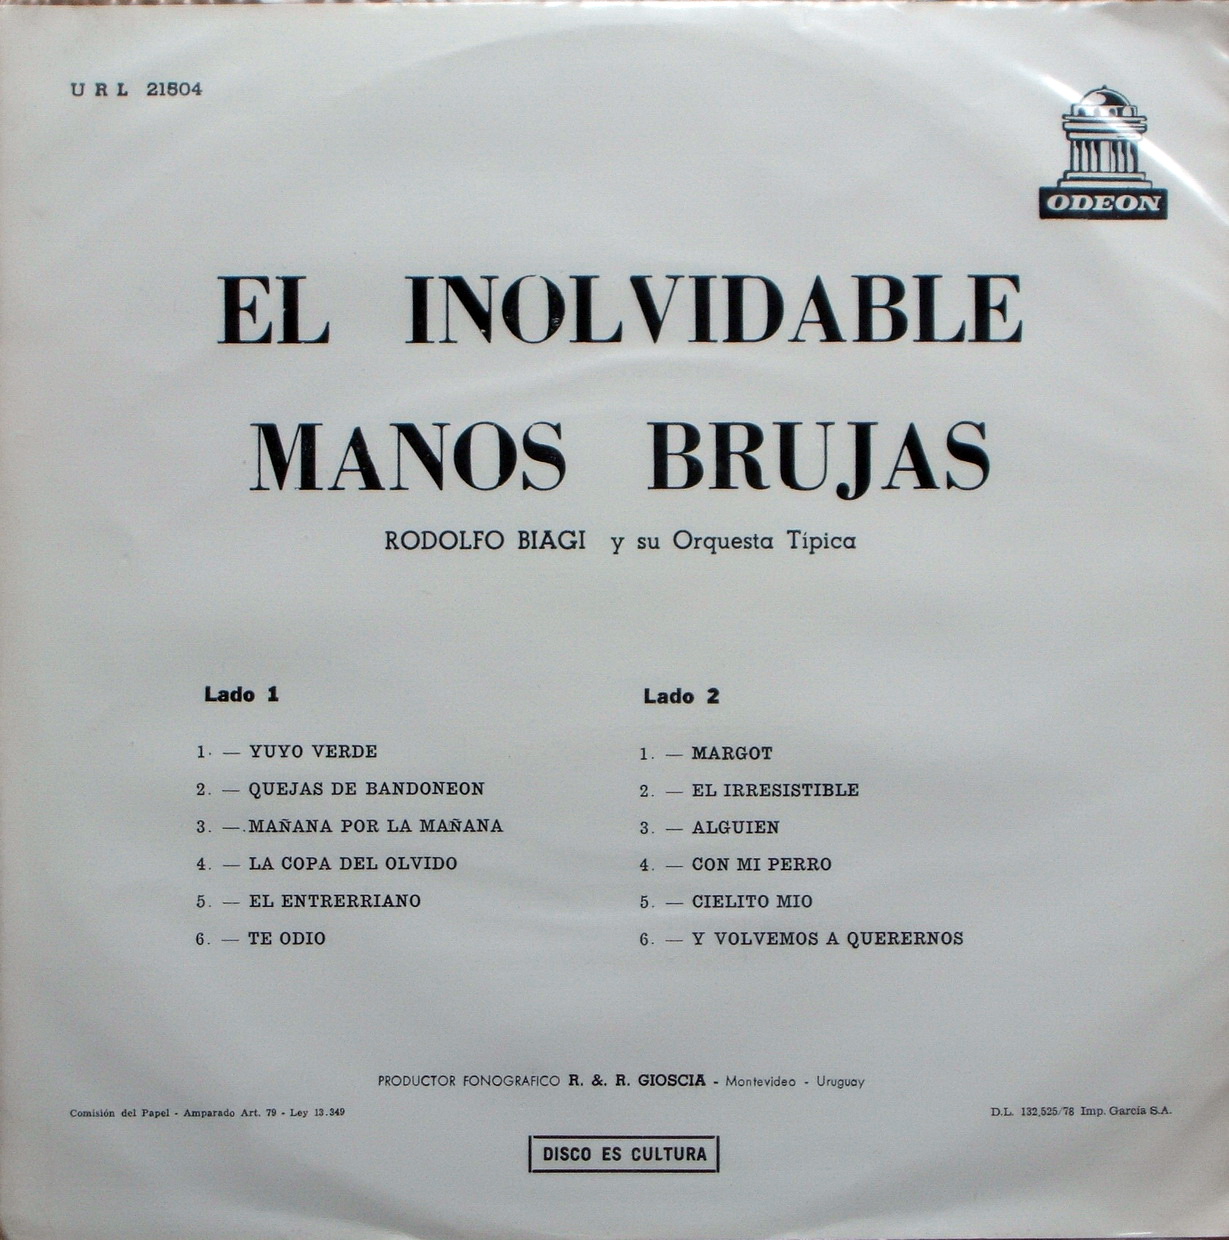 U R L 21504
ODEON
EL INOLVIDABLE
MANOS BRUJAS
RODOLFO BIAGI y su Orquesta Típica
Lado 1
1. — YUYO VERDE
2. — QUEJAS DE BANDONEON
3. — MAÑANA POR LA MAÑANA
4. — LA COPA DEL OLVIDO
5. — EL ENTRERRIANO
6. — TE ODIO
Lado 2
1. — MARGOT
2. — EL IRRESISTIBLE
3. — ALGUIEN
4. — CON MI PERRO
5. — CIELITO MIO
6. — Y VOLVEMOS A QUERERNOS
PRODUCTOR FONOGRAFICO R. & R. GIOSCIA - Montevideo - Uruguay
Comisión del Papel - Amparado Art. 79 - Ley 13.349
D.L. 132,525/78 Imp. García S.A.
DISCO ES CULTURA